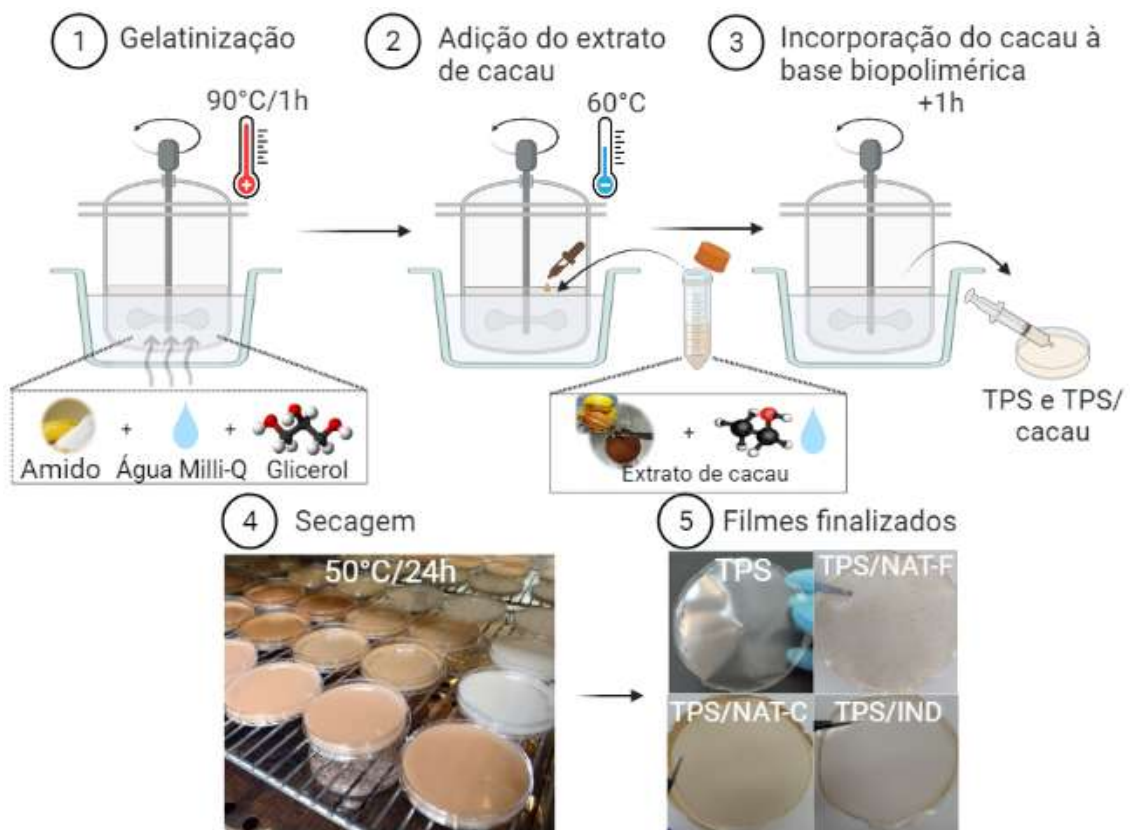 1 Gelatinização
90°C/1h
2 Adição do extrato
de cacau
60°C
3 Incorporação do cacau à
base biopolimérica
+1h
Amido + Água Milli-Q + Glicerol
+
Extrato de cacau
TPS e TPS/
cacau
4 Secagem
50°C/24h
5 Filmes finalizados
TPS
TPS/NAT-F
TPS/NAT-C
TPS/IND